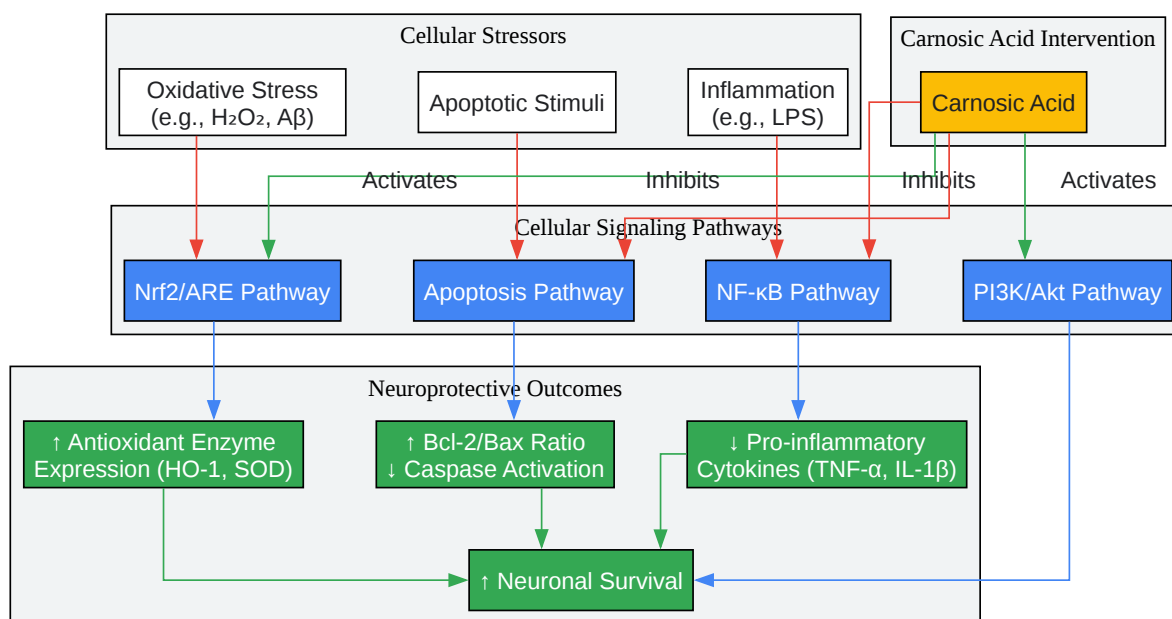 Cellular Stressors
Carnosic Acid Intervention
Oxidative Stress
(e.g., H₂O₂, Aβ)
Apoptotic Stimuli
Inflammation
(e.g., LPS)
Carnosic Acid
Activates
Inhibits
Inhibits
Activates
Cellular Signaling Pathways
Nrf2/ARE Pathway
Apoptosis Pathway
NF-κB Pathway
PI3K/Akt Pathway
Neuroprotective Outcomes
↑ Antioxidant Enzyme
Expression (HO-1, SOD)
↑ Bcl-2/Bax Ratio
↓ Caspase Activation
↓ Pro-inflammatory
Cytokines (TNF-α, IL-1β)
↑ Neuronal Survival